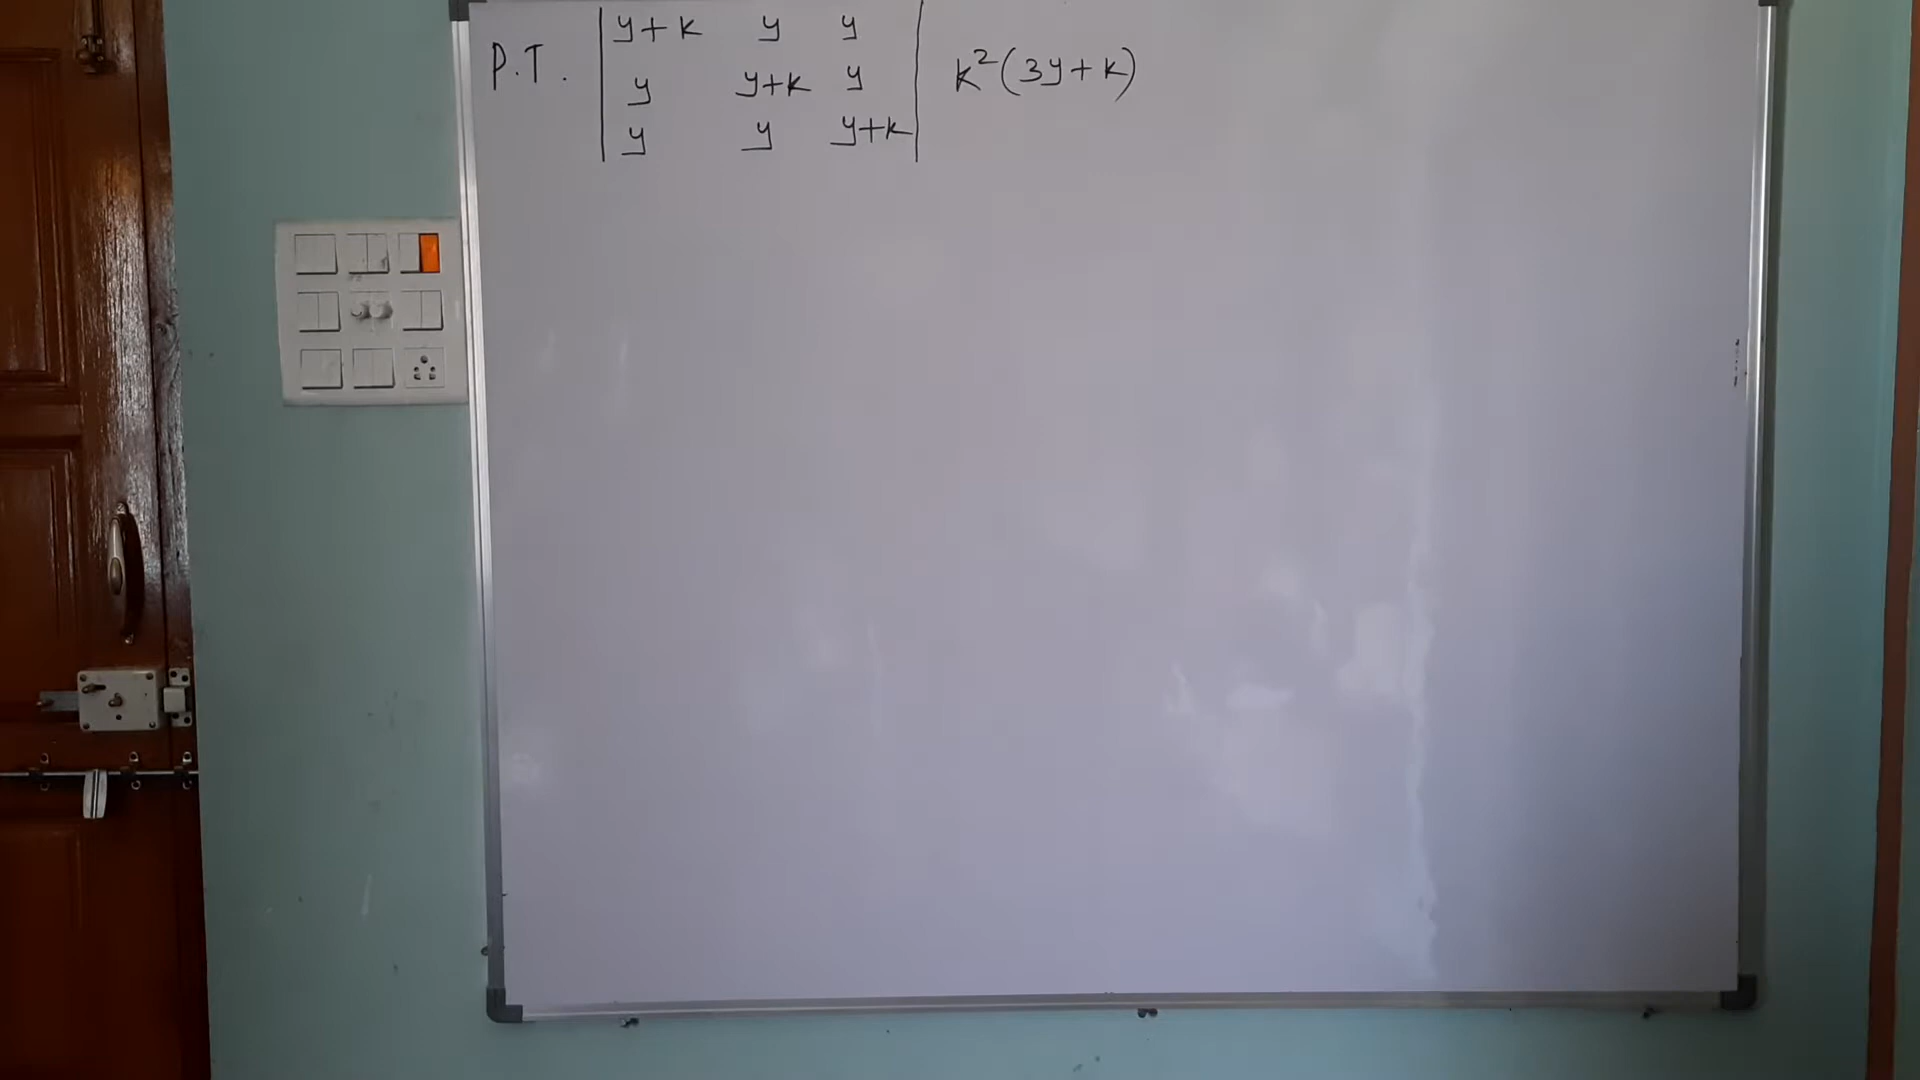 P.T. | y+k y y | k²(3y+k)
| y y+k y |
| y y y+k |